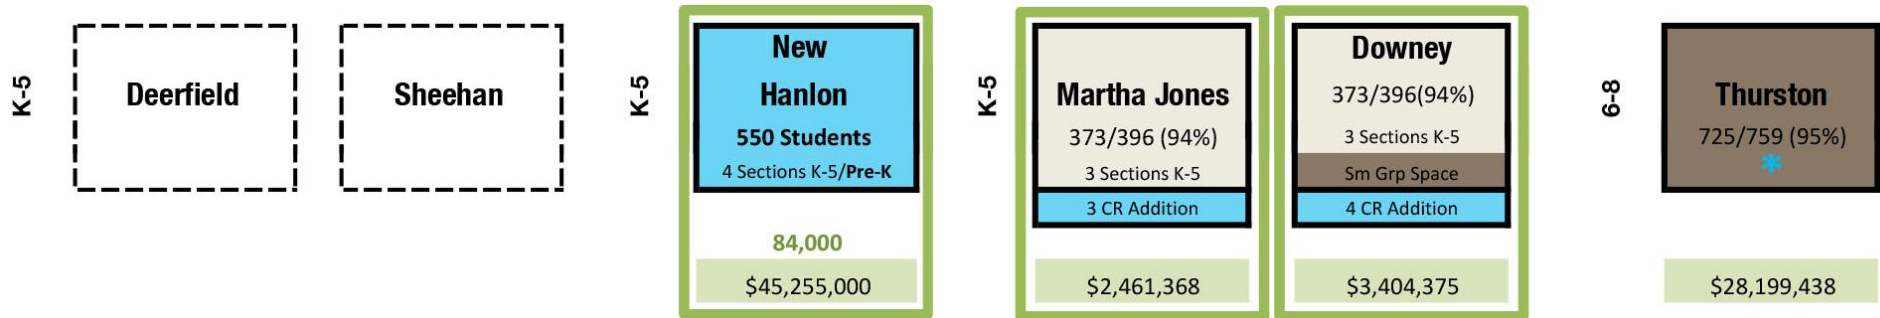 K-5
Deerfield
Sheehan
K-5
New
Hanlon
550 Students
4 Sections K-5/Pre-K
84,000
$45,255,000
K-5
Martha Jones
373/396 (94%)
3 Sections K-5
3 CR Addition
$2,461,368
Downey
373/396(94%)
3 Sections K-5
Sm Grp Space
4 CR Addition
$3,404,375
6-8
Thurston
725/759 (95%)
*
$28,199,438